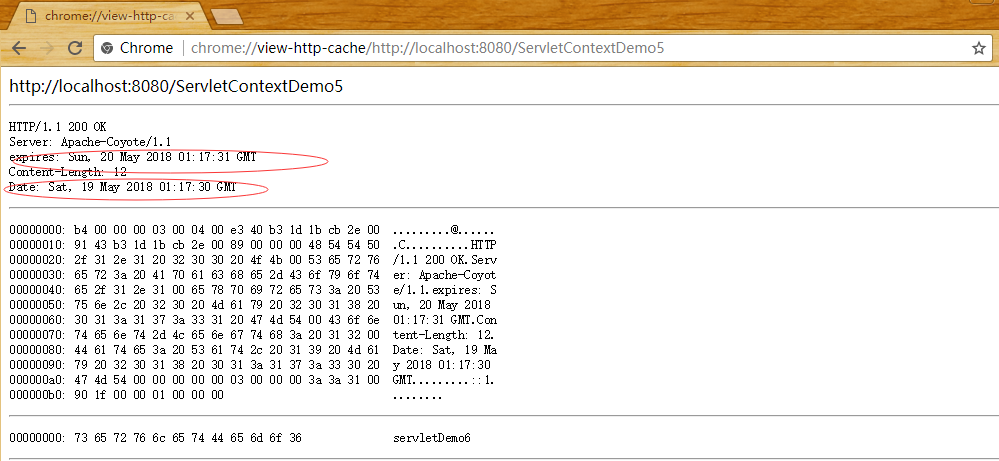 chrome://view-http-ca
Chrome
chrome://view-http-cache/http://localhost:8080/ServletContextDemo5
http://localhost:8080/ServletContextDemo5
HTTP/1.1 200 OK
Server: Apache-Coyote/1.1
expires: Sun, 20 May 2018 01:17:31 GMT
Content-Length: 12
Date: Sat, 19 May 2018 01:17:30 GMT
00000000: b4 00 00 00 03 00 04 00 e3 40 b3 1d 1b cb 2e 00 .........@......
00000010: 91 43 b3 1d 1b cb 2e 00 89 00 00 00 48 54 54 50 .C..........HTTP
00000020: 2f 31 2e 31 20 32 30 30 20 4f 4b 00 53 65 72 76 /1.1 200 OK.Serv
00000030: 65 72 3a 20 41 70 61 63 68 65 2d 43 6f 79 6f 74 er: Apache-Coyot
00000040: 65 2f 31 2e 31 00 65 78 70 69 72 65 73 3a 20 53 e/1.1.expires: S
00000050: 75 6e 2c 20 32 30 20 4d 61 79 20 32 30 31 38 20 un, 20 May 2018
00000060: 30 31 3a 31 37 3a 33 31 20 47 4d 54 00 43 6f 6e 01:17:31 GMT.Con
00000070: 74 65 6e 74 2d 4c 65 6e 67 74 68 3a 20 31 32 00 tent-Length: 12.
00000080: 44 61 74 65 3a 20 53 61 74 2c 20 31 39 20 4d 61 Date: Sat, 19 Ma
00000090: 79 20 32 30 31 38 20 30 31 3a 31 37 3a 33 30 20 y 2018 01:17:30
000000a0: 47 4d 54 00 00 00 00 00 03 00 00 00 3a 3a 31 00 GMT.........::1.
000000b0: 90 1f 00 00 01 00 00 00 ........
00000000: 73 65 72 76 6c 65 74 44 65 6d 6f 36 servletDemo6